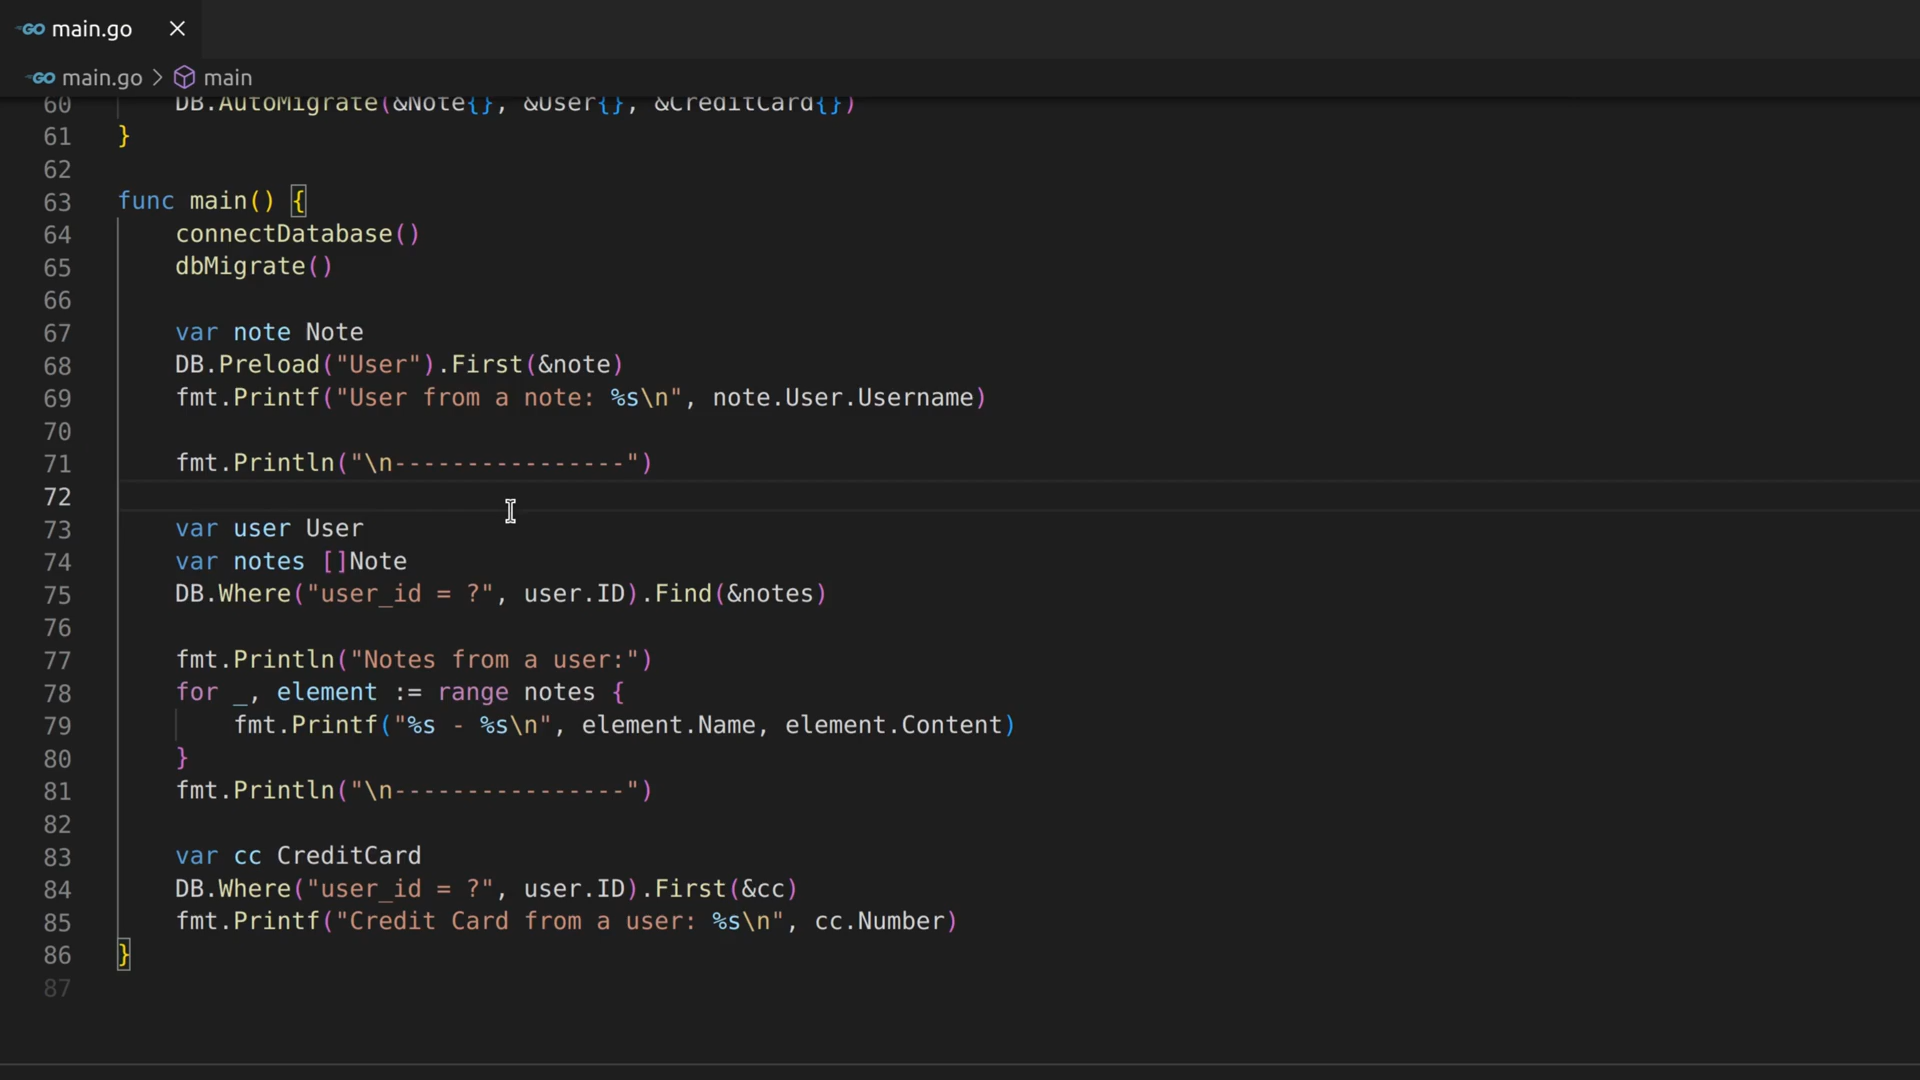 GO main.go ×
GO main.go > main
60 DB.AutoMigrate(&Note{}, &User{}, &CreditCard{})
61 }
62
63 func main() {
64     connectDatabase()
65     dbMigrate()
66
67     var note Note
68     DB.Preload("User").First(&note)
69     fmt.Printf("User from a note: %s\n", note.User.Username)
70
71     fmt.Println("\n----------------")
72
73     var user User
74     var notes []Note
75     DB.Where("user_id = ?", user.ID).Find(&notes)
76
77     fmt.Println("Notes from a user:")
78     for _, element := range notes {
79         fmt.Printf("%s - %s\n", element.Name, element.Content)
80     }
81     fmt.Println("\n----------------")
82
83     var cc CreditCard
84     DB.Where("user_id = ?", user.ID).First(&cc)
85     fmt.Printf("Credit Card from a user: %s\n", cc.Number)
86 }
87